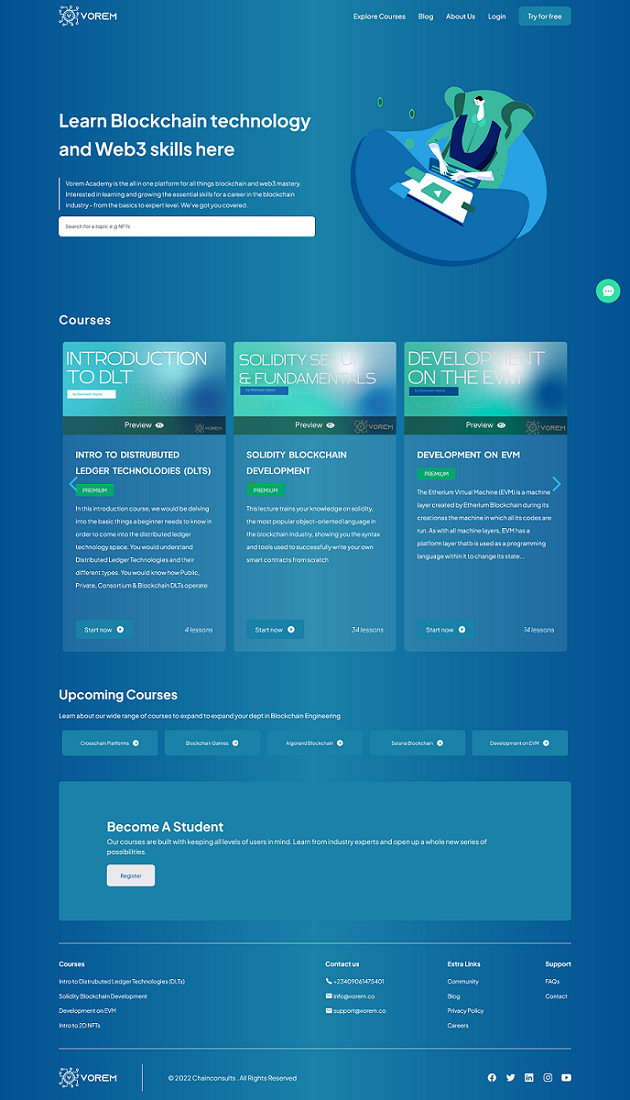 VOREM
Explore Courses Blog About Us Login Try for free
Learn Blockchain technology
and Web3 skills here
Vorem Academy is the all in one platform for all things blockchain and web3 mastery.
Interested in learning and growing the essential skills for a career in the blockchain
industry - from the basics to expert level. We've got you covered.
Search for a topic e.g NFTs
Courses
INTRODUCTION
TO DLT
Preview
VOREM
INTRO TO DISTRUBUTED
LEDGER TECHNOLODIES (DLTS)
PREMIUM
In this introduction course, we would be delving
into the basic things a beginner needs to know in
order to come into the distributed ledger
technology space. You would understand
Distributed Ledger Technologies and their
different types. You would know how Public,
Private, Consortium & Blockchain DLTs operate
Start now 4 lessons
SOLIDITY SETUP
& FUNDAMENTALS
Preview
VOREM
SOLIDITY BLOCKCHAIN
DEVELOPMENT
PREMIUM
This lecture trains your knowledge on solidity,
the most popular object-oriented language in
the blockchain industry, showing you the syntax
and tools used to successfully write your own
smart contracts from scratch
Start now 34 lessons
DEVELOPMENT
ON THE EVM
Preview
VOREM
DEVELOPMENT ON EVM
PREMIUM
The Etherium Virtual Machine (EVM) is a machine
layer created by Etherium Blockchain during its
creationas the machine in which all its codes are
run. As with all machine layers, EVM has a
platform layer thatb is used as a programming
language within it to change its state...
Start now 14 lessons
Upcoming Courses
Learn about our wide range of courses to expand to expand your dept in Blockchain Engineering
Crosschain Platforms Blockchain Games Algorand Blockchain Solana Blockchain Development on EVM
Become A Student
Our courses are built with keeping all levels of users in mind. Learn from industry experts and open up a whole new series of
possibilities.
Register
Courses
Intro to Distrubuted Ledger Technologies (DLTs)
Solidity Blockchain Development
Development on EVM
Intro to 2D NFTs
Contact us
+23409061475401
info@vorem.co
support@vorem.co
Extra Links
Community
Blog
Privacy Policy
Careers
Support
FAQs
Contact
VOREM
© 2022 Chainconsults . All Rights Reserved